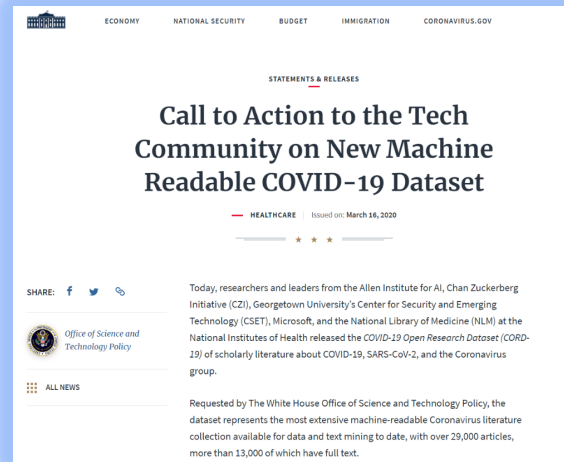 ECONOMY NATIONAL SECURITY BUDGET IMMIGRATION CORONAVIRUS.GOV
STATEMENTS & RELEASES
Call to Action to the Tech
Community on New Machine
Readable COVID-19 Dataset
HEALTHCARE | Issued on: March 16, 2020
SHARE:
Office of Science and
Technology Policy
ALL NEWS
Today, researchers and leaders from the Allen Institute for AI, Chan Zuckerberg
Initiative (CZI), Georgetown University's Center for Security and Emerging
Technology (CSET), Microsoft, and the National Library of Medicine (NLM) at the
National Institutes of Health released the COVID-19 Open Research Dataset (CORD-
19) of scholarly literature about COVID-19, SARS-CoV-2, and the Coronavirus
group.
Requested by The White House Office of Science and Technology Policy, the
dataset represents the most extensive machine-readable Coronavirus literature
collection available for data and text mining to date, with over 29,000 articles,
more than 13,000 of which have full text.